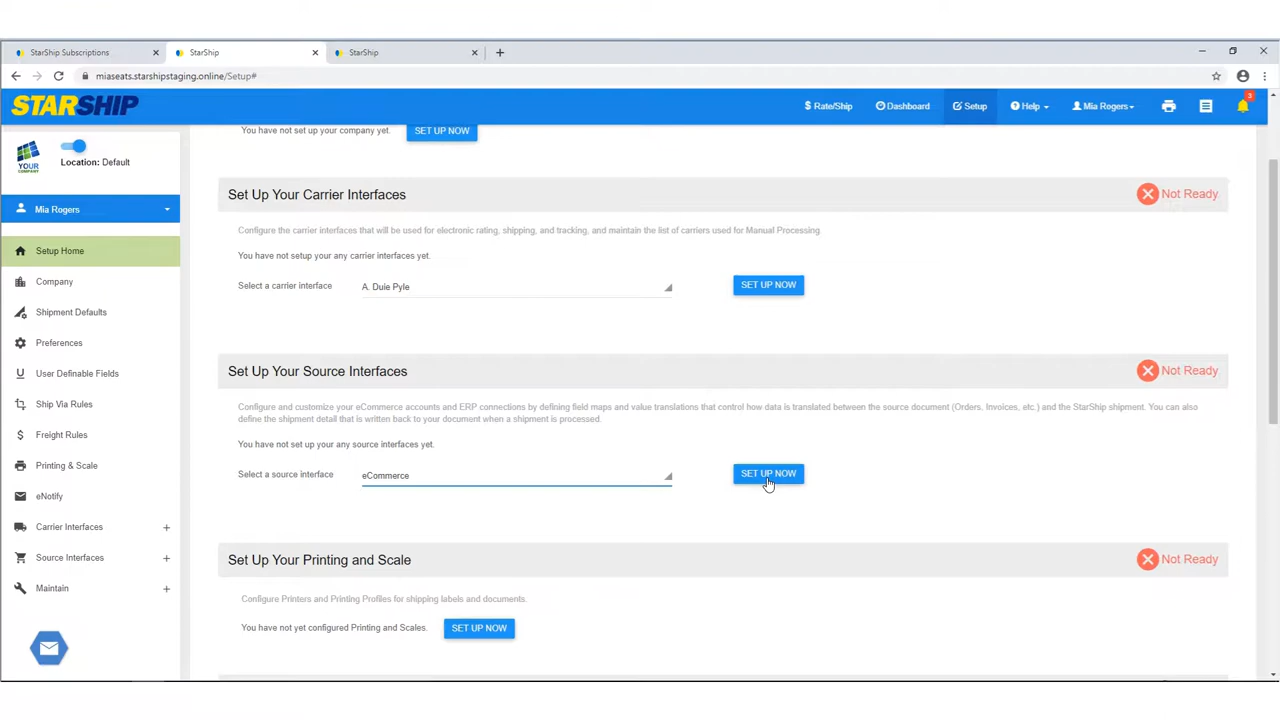 StarShip Subscriptions
StarShip
StarShip
miaseats.starshipstaging.online/Setup#
STARSHIP
Rate/Ship
Dashboard
Setup
Help
Mia Rogers
3
YOUR
COMPANY
Location: Default
Mia Rogers
Setup Home
Company
Shipment Defaults
Preferences
User Definable Fields
Ship Via Rules
Freight Rules
Printing & Scale
eNotify
Carrier Interfaces
Source Interfaces
Maintain
You have not set up your company yet.
SET UP NOW
Set Up Your Carrier Interfaces
Not Ready
Configure the carrier interfaces that will be used for electronic rating, shipping, and tracking, and maintain the list of carriers used for Manual Processing
You have not setup your any carrier interfaces yet.
Select a carrier interface
A. Duie Pyle
SET UP NOW
Set Up Your Source Interfaces
Not Ready
Configure and customize your eCommerce accounts and ERP connections by defining field maps and value translations that control how data is translated between the source document (Orders, Invoices, etc.) and the StarShip shipment. You can also
define the shipment detail that is written back to your document when a shipment is processed.
You have not set up your any source interfaces yet.
Select a source interface
eCommerce
SET UP NOW
Set Up Your Printing and Scale
Not Ready
Configure Printers and Printing Profiles for shipping labels and documents.
You have not yet configured Printing and Scales.
SET UP NOW